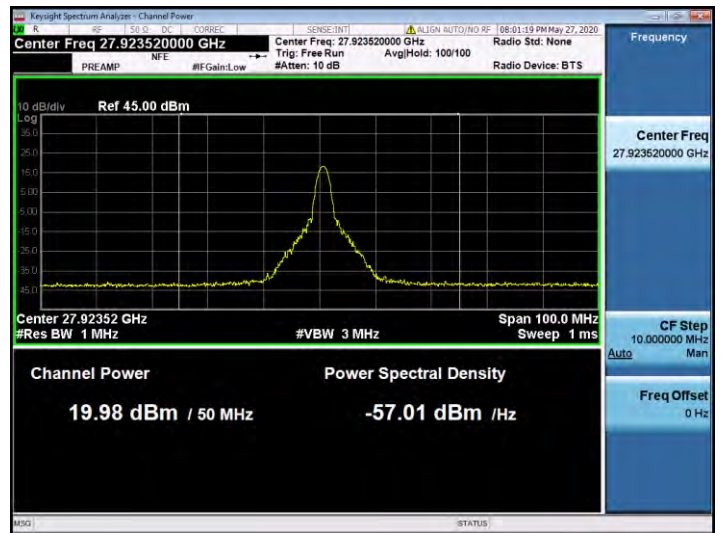 Keysight Spectrum Analyzer - Channel Power
R RF 50 Ω DC CORREC SENSE:INT ALIGN AUTO/NO RF 08:01:19 PM May 27, 2020
Center Freq 27.923520000 GHz
NFE
PREAMP #IFGain:Low
Center Freq: 27.923520000 GHz
Trig: Free Run Avg|Hold: 100/100
#Atten: 10 dB
Radio Std: None
Radio Device: BTS
Frequency
10 dB/div Ref 45.00 dBm
Log
35.0
25.0
15.0
5.00
-5.00
-15.0
-25.0
-35.0
-45.0
Center 27.92352 GHz Span 100.0 MHz
#Res BW 1 MHz #VBW 3 MHz Sweep 1 ms
Channel Power Power Spectral Density
19.98 dBm / 50 MHz -57.01 dBm /Hz
Center Freq
27.923520000 GHz
CF Step
10.000000 MHz
Auto Man
Freq Offset
0 Hz
MSG STATUS